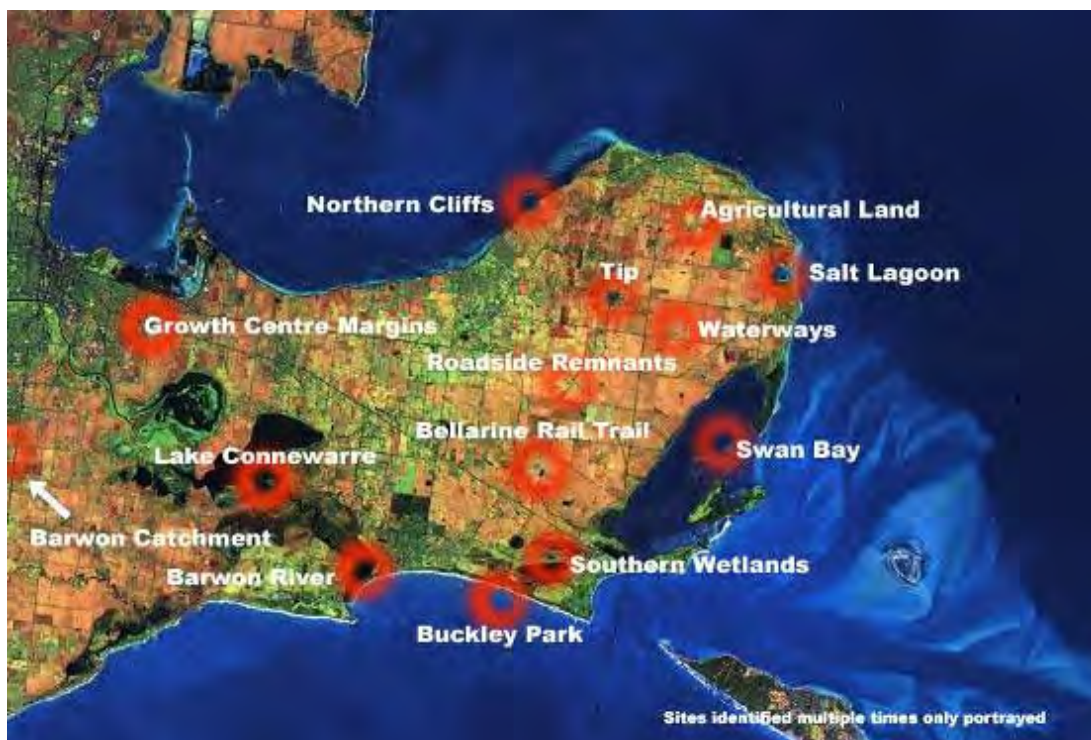 Northern Cliffs
Agricultural Land
Tip
Salt Lagoon
Growth Centre Margins
Waterways
Roadside Remnants
Bellarine Rail Trail
Swan Bay
Lake Connewarre
Barwon Catchment
Barwon River
Southern Wetlands
Buckley Park
Sites identified multiple times only portrayed